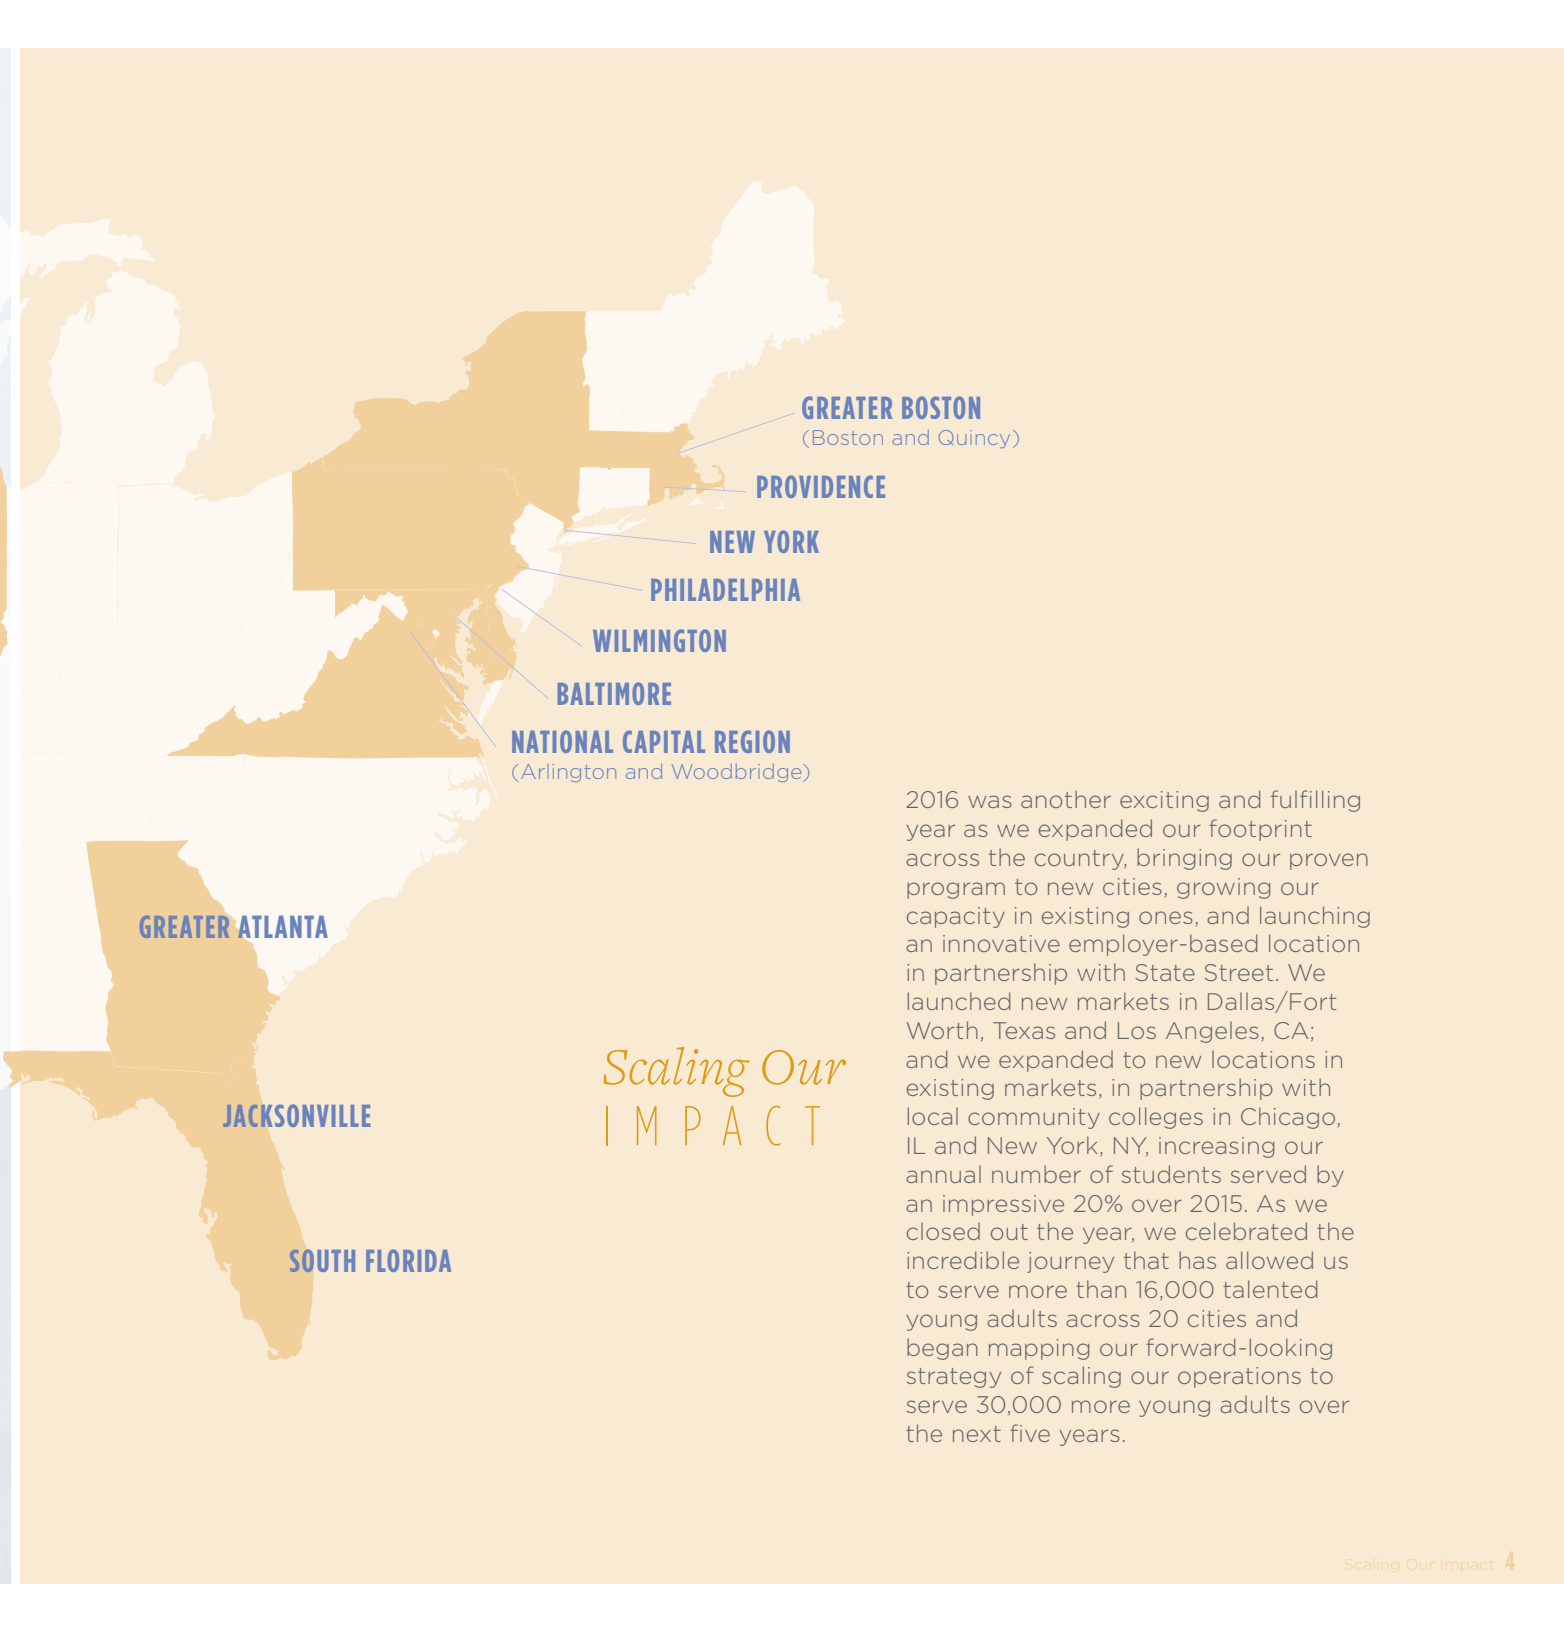 GREATER BOSTON
(Boston and Quincy)
PROVIDENCE
NEW YORK
PHILADELPHIA
WILMINGTON
BALTIMORE
NATIONAL CAPITAL REGION
(Arlington and Woodbridge)
GREATER ATLANTA
JACKSONVILLE
SOUTH FLORIDA
Scaling Our
IMPACT
2016 was another exciting and fulfilling
year as we expanded our footprint
across the country, bringing our proven
program to new cities, growing our
capacity in existing ones, and launching
an innovative employer-based location
in partnership with State Street. We
launched new markets in Dallas/Fort
Worth, Texas and Los Angeles, CA;
and we expanded to new locations in
existing markets, in partnership with
local community colleges in Chicago,
IL and New York, NY, increasing our
annual number of students served by
an impressive 20% over 2015. As we
closed out the year, we celebrated the
incredible journey that has allowed us
to serve more than 16,000 talented
young adults across 20 cities and
began mapping our forward-looking
strategy of scaling our operations to
serve 30,000 more young adults over
the next five years.
Scaling Our Impact 4